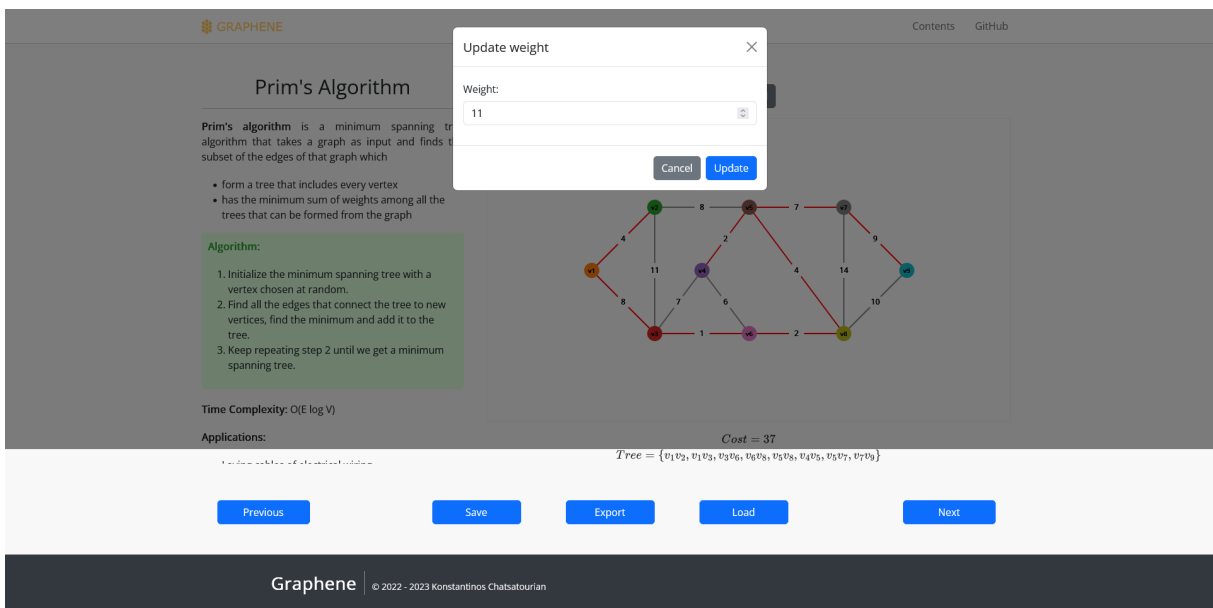 GRAPHENE
Contents GitHub
Update weight
Weight:
11
Cancel Update
Prim's Algorithm
Prim's algorithm is a minimum spanning tr
algorithm that takes a graph as input and finds t
subset of the edges of that graph which
• form a tree that includes every vertex
• has the minimum sum of weights among all the
trees that can be formed from the graph
Algorithm:
1. Initialize the minimum spanning tree with a
vertex chosen at random.
2. Find all the edges that connect the tree to new
vertices, find the minimum and add it to the
tree.
3. Keep repeating step 2 until we get a minimum
spanning tree.
Time Complexity: O(E log V)
Applications:
v2 8 v5 7 v7
4 2 9
v1 11 v4 4 14 v9
8 7 6 10
v3 1 v6 2 v8
Cost = 37
Tree = {v₁v₂, v₁v₃, v₃v₆, v₆v₈, v₅v₈, v₄v₅, v₅v₇, v₇v₉}
Previous Save Export Load Next
Graphene © 2022 - 2023 Konstantinos Chatsatourian